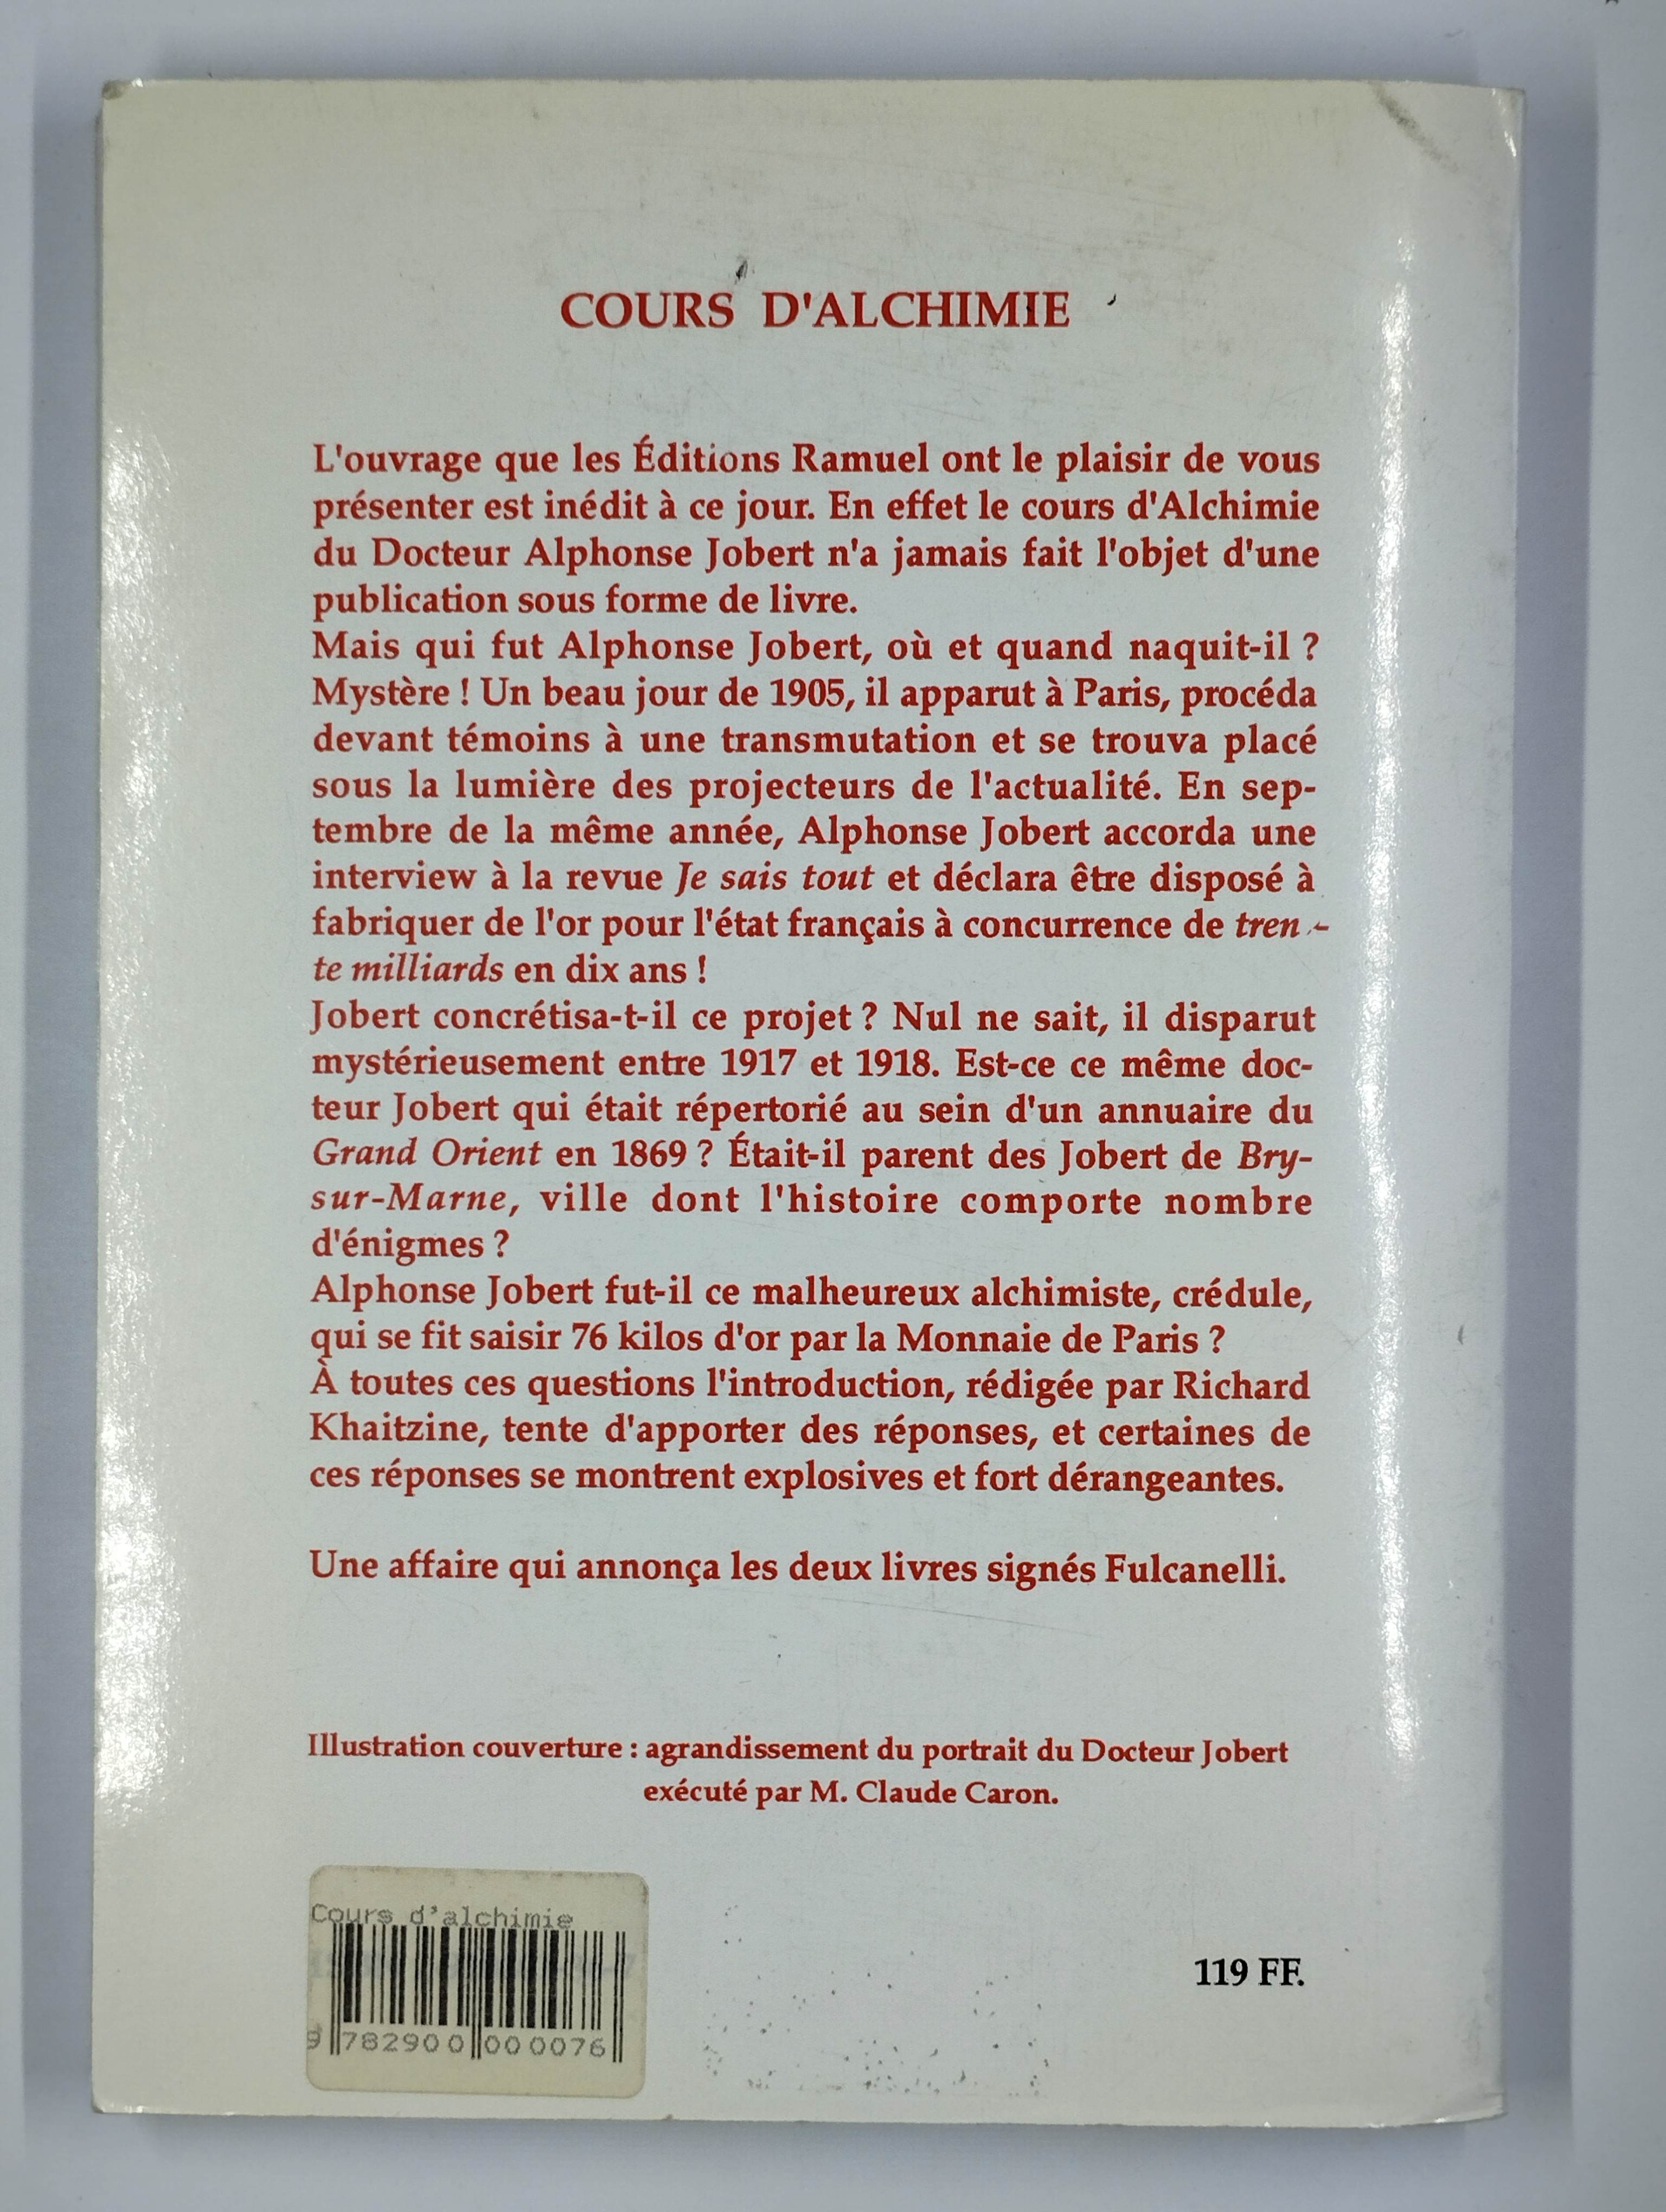 COURS D'ALCHIMIE
L'ouvrage que les Éditions Ramuel ont le plaisir de vous
présenter est inédit à ce jour. En effet le cours d'Alchimie
du Docteur Alphonse Jobert n'a jamais fait l'objet d'une
publication sous forme de livre.
Mais qui fut Alphonse Jobert, où et quand naquit-il ?
Mystère ! Un beau jour de 1905, il apparut à Paris, procéda
devant témoins à une transmutation et se trouva placé
sous la lumière des projecteurs de l'actualité. En sep-
tembre de la même année, Alphonse Jobert accorda une
interview à la revue Je sais tout et déclara être disposé à
fabriquer de l'or pour l'état français à concurrence de tren-
te milliards en dix ans !
Jobert concrétisa-t-il ce projet ? Nul ne sait, il disparut
mystérieusement entre 1917 et 1918. Est-ce ce même doc-
teur Jobert qui était répertorié au sein d'un annuaire du
Grand Orient en 1869 ? Était-il parent des Jobert de Bry-
sur-Marne, ville dont l'histoire comporte nombre
d'énigmes ?
Alphonse Jobert fut-il ce malheureux alchimiste, crédule,
qui se fit saisir 76 kilos d'or par la Monnaie de Paris ?
À toutes ces questions l'introduction, rédigée par Richard
Khaitzine, tente d'apporter des réponses, et certaines de
ces réponses se montrent explosives et fort dérangeantes.
Une affaire qui annonça les deux livres signés Fulcanelli.
Illustration couverture : agrandissement du portrait du Docteur Jobert
exécuté par M. Claude Caron.
Cours d'alchimie
9 782900 000076
119 FF.